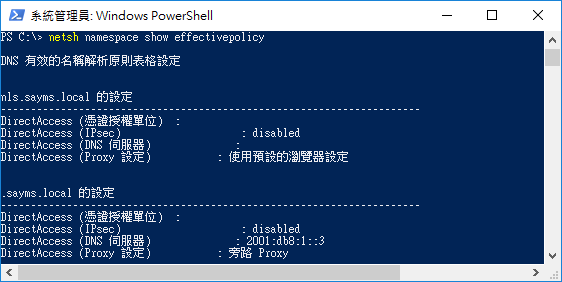 系統管理員: Windows PowerShell
PS C:\> netsh namespace show effectivepolicy
DNS 有效的名稱解析原則表格設定
nls.sayms.local 的設定
----------------------------------------------------------------------
DirectAccess (憑證授權單位) :
DirectAccess (IPsec) : disabled
DirectAccess (DNS 伺服器) :
DirectAccess (Proxy 設定) : 使用預設的瀏覽器設定
.sayms.local 的設定
----------------------------------------------------------------------
DirectAccess (憑證授權單位) :
DirectAccess (IPsec) : disabled
DirectAccess (DNS 伺服器) : 2001:db8:1::3
DirectAccess (Proxy 設定) : 旁路 Proxy